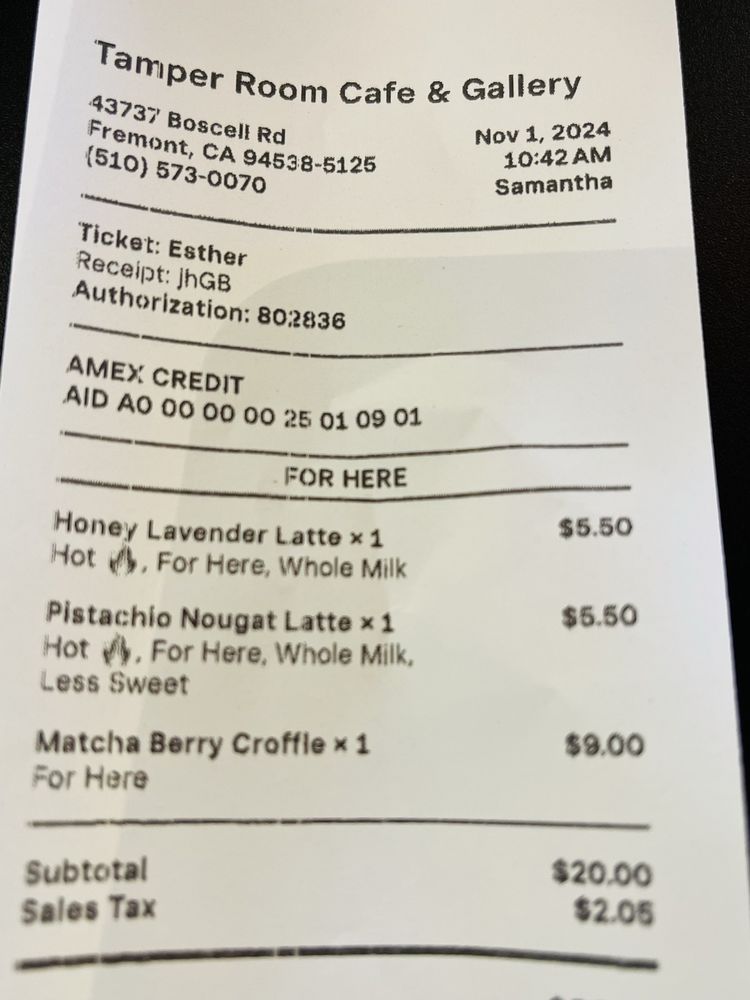 Tamper Room Cafe & Gallery
43737 Boscell Rd
Fremont, CA 94538-5125
(510) 573-0070
Nov 1, 2024
10:42 AM
Samantha
Ticket: Esther
Receipt: jhGB
Authorization: 802836
AMEX CREDIT
AID A0 00 00 00 25 01 09 01
FOR HERE
Honey Lavender Latte × 1 $5.50
Hot 🔥, For Here, Whole Milk
Pistachio Nougat Latte × 1 $5.50
Hot 🔥, For Here, Whole Milk,
Less Sweet
Matcha Berry Croffle × 1 $9.00
For Here
Subtotal $20.00
Sales Tax $2.05